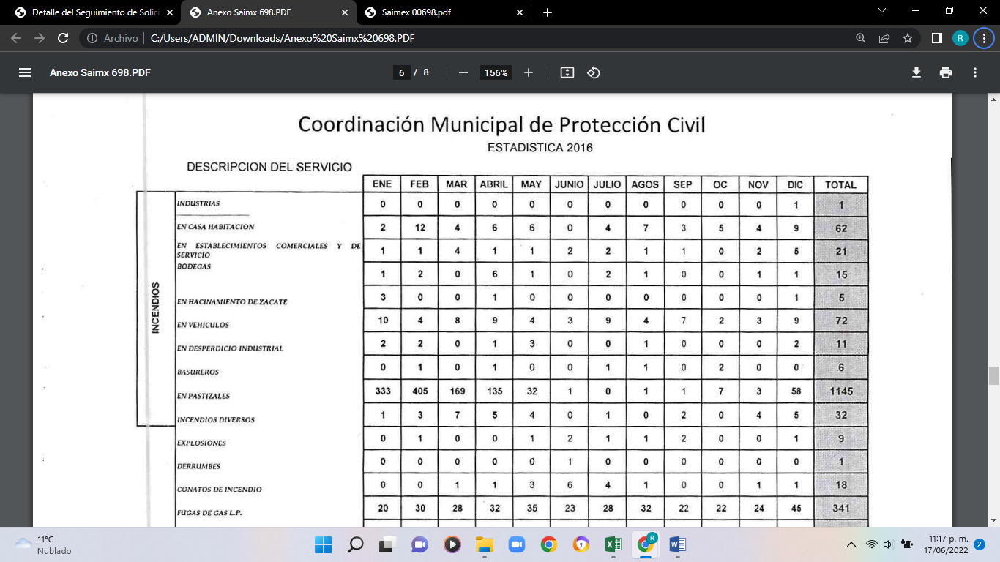 Detalle del Seguimiento de Solici
Anexo Saimx 698.PDF
Saimex 00698.pdf
Archivo C:/Users/ADMIN/Downloads/Anexo%20Saimx%20698.PDF R
Anexo Saimx 698.PDF 6 / 8 156%
Coordinación Municipal de Protección Civil
ESTADISTICA 2016
DESCRIPCION DEL SERVICIO
ENE FEB MAR ABRIL MAY JUNIO JULIO AGOS SEP OC NOV DIC TOTAL
INCENDIOS
INDUSTRIAS 0 0 0 0 0 0 0 0 0 0 0 1 1
EN CASA HABITACION 2 12 4 6 6 0 4 7 3 5 4 9 62
EN ESTABLECIMIENTOS COMERCIALES Y DE
SERVICIO 1 1 4 1 1 2 2 1 1 0 2 5 21
BODEGAS 1 2 0 6 1 0 2 1 0 0 1 1 15
EN HACINAMIENTO DE ZACATE 3 0 0 1 0 0 0 0 0 0 0 1 5
EN VEHICULOS 10 4 8 9 4 3 9 4 7 2 3 9 72
EN DESPERDICIO INDUSTRIAL 2 2 0 1 3 0 0 1 0 0 0 2 11
BASUREROS 0 1 0 1 0 0 1 1 0 2 0 0 6
EN PASTIZALES 333 405 169 135 32 1 0 1 1 7 3 58 1145
INCENDIOS DIVERSOS 1 3 7 5 4 0 1 0 2 0 4 5 32
EXPLOSIONES 0 1 0 0 1 2 1 1 2 0 0 1 9
DERRUMBES 0 0 0 0 0 1 0 0 0 0 0 0 1
CONATOS DE INCENDIO 0 0 1 1 3 6 4 1 0 0 1 1 18
FUGAS DE GAS L.P. 20 30 28 32 35 23 28 32 22 22 24 45 341
11°C
Nublado
R
11:17 p. m.
17/06/2022
2